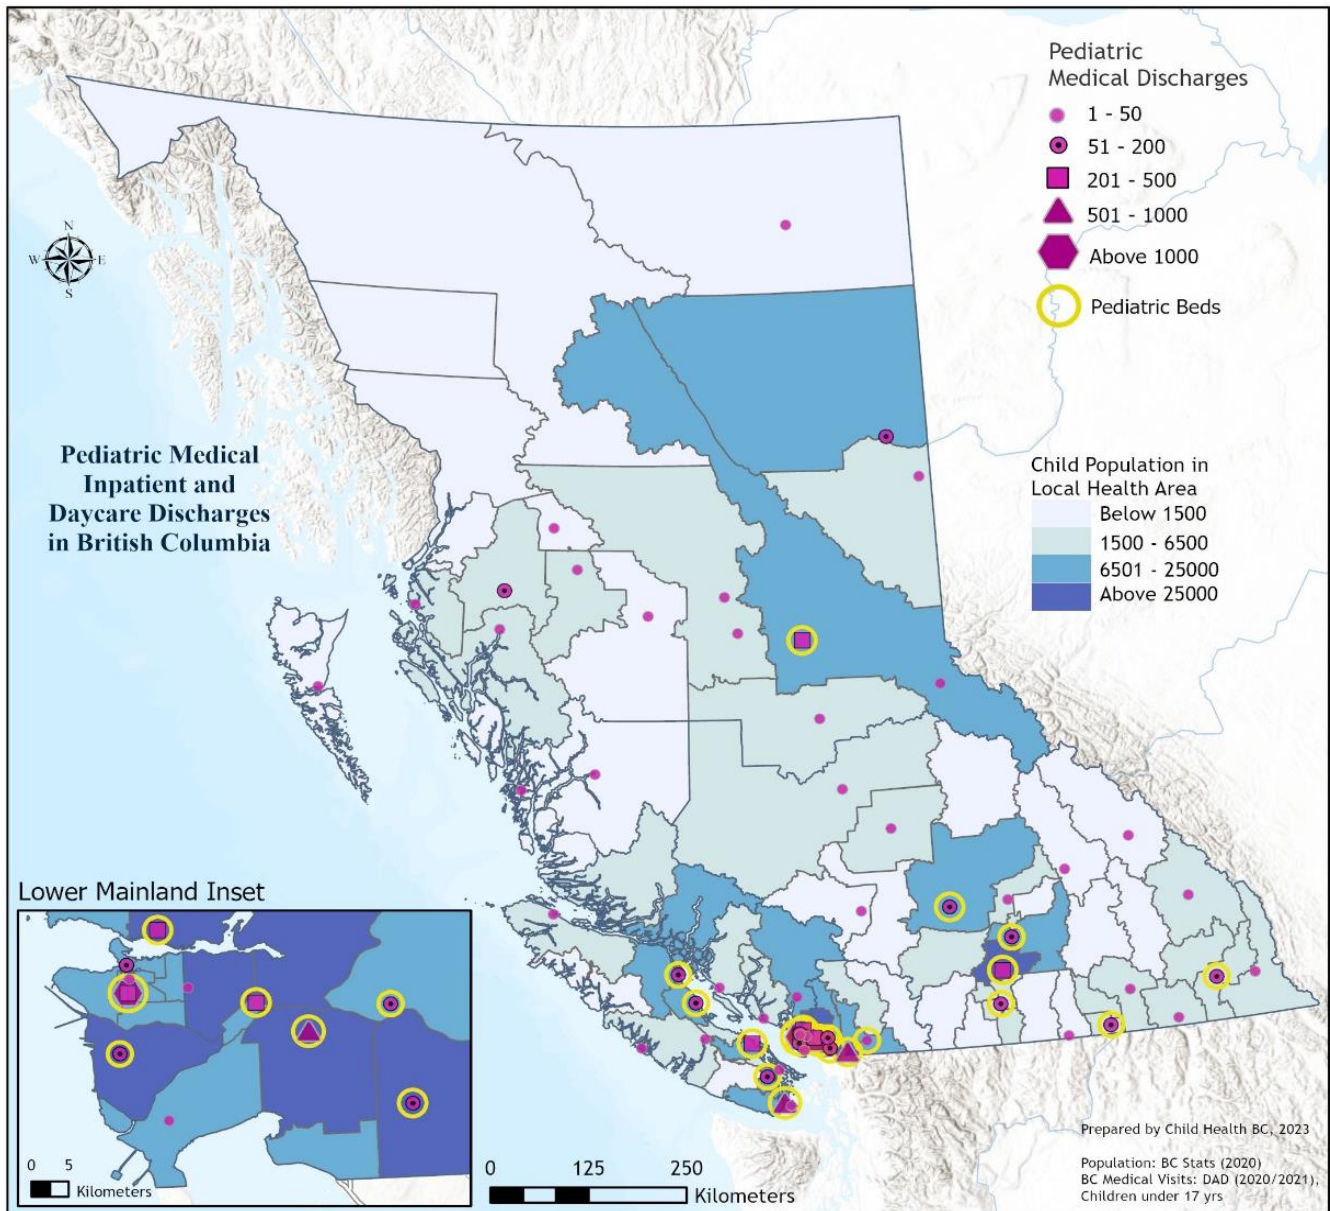 Pediatric
Medical Discharges
1 - 50
51 - 200
201 - 500
501 - 1000
Above 1000
Pediatric Beds
N
W E
S
Pediatric Medical
Inpatient and
Daycare Discharges
in British Columbia
Child Population in
Local Health Area
Below 1500
1500 - 6500
6501 - 25000
Above 25000
Lower Mainland Inset
0 5
Kilometers
0 125 250
Kilometers
Prepared by Child Health BC, 2023
Population: BC Stats (2020)
BC Medical Visits: DAD (2020/2021),
Children under 17 yrs